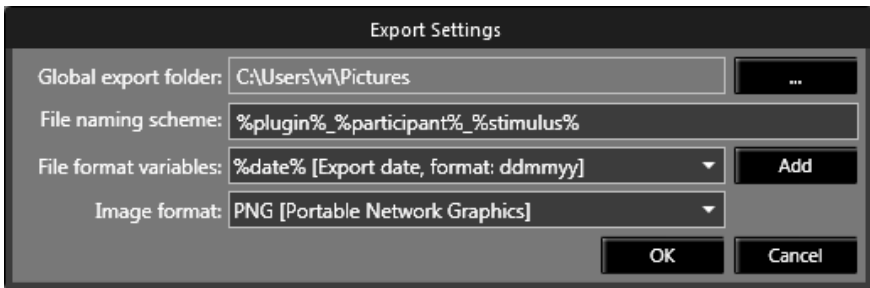 Export Settings
Global export folder: C:\Users\vi\Pictures ...
File naming scheme: %plugin%_%participant%_%stimulus%
File format variables: %date% [Export date, format: ddmmyy] Add
Image format: PNG [Portable Network Graphics]
OK Cancel